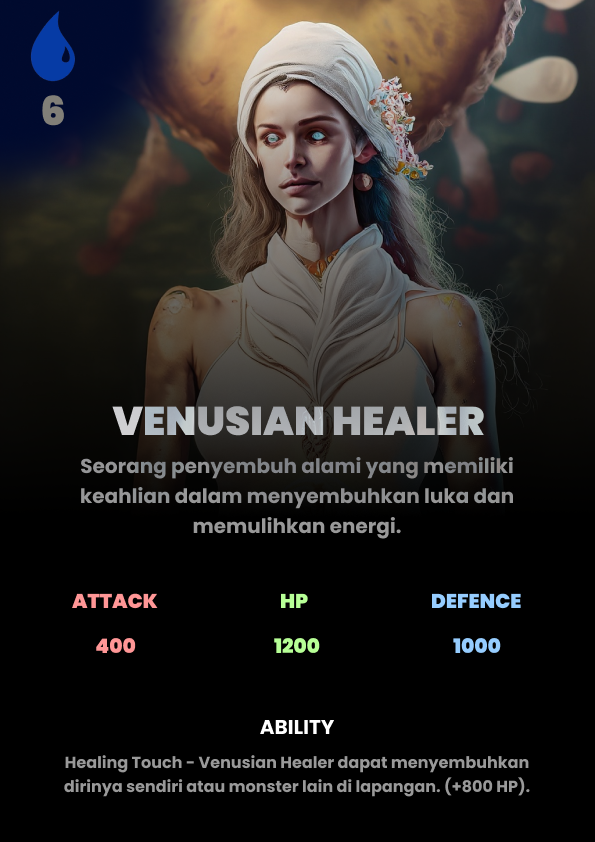 6
VENUSIAN HEALER
Seorang penyembuh alami yang memiliki
keahlian dalam menyembuhkan luka dan
memulihkan energi.
ATTACK HP DEFENCE
400 1200 1000
ABILITY
Healing Touch - Venusian Healer dapat menyembuhkan
dirinya sendiri atau monster lain di lapangan. (+800 HP).